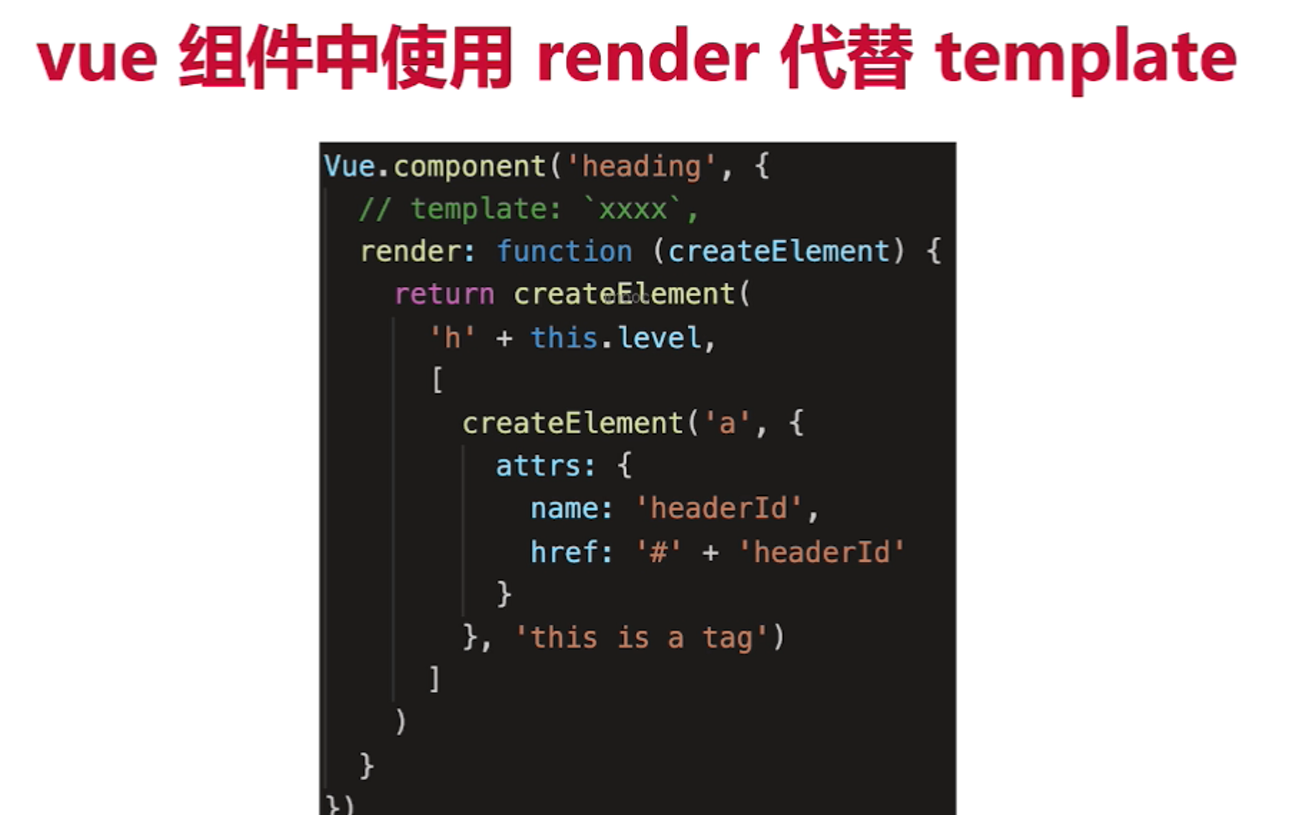 vue 组件中使用 render 代替 template
Vue.component('heading', {
  // template: `xxxx`,
  render: function (createElement) {
    return createElement(
      'h' + this.level,
      [
        createElement('a', {
          attrs: {
            name: 'headerId',
            href: '#' + 'headerId'
          }
        }, 'this is a tag')
      ]
    )
  }
})